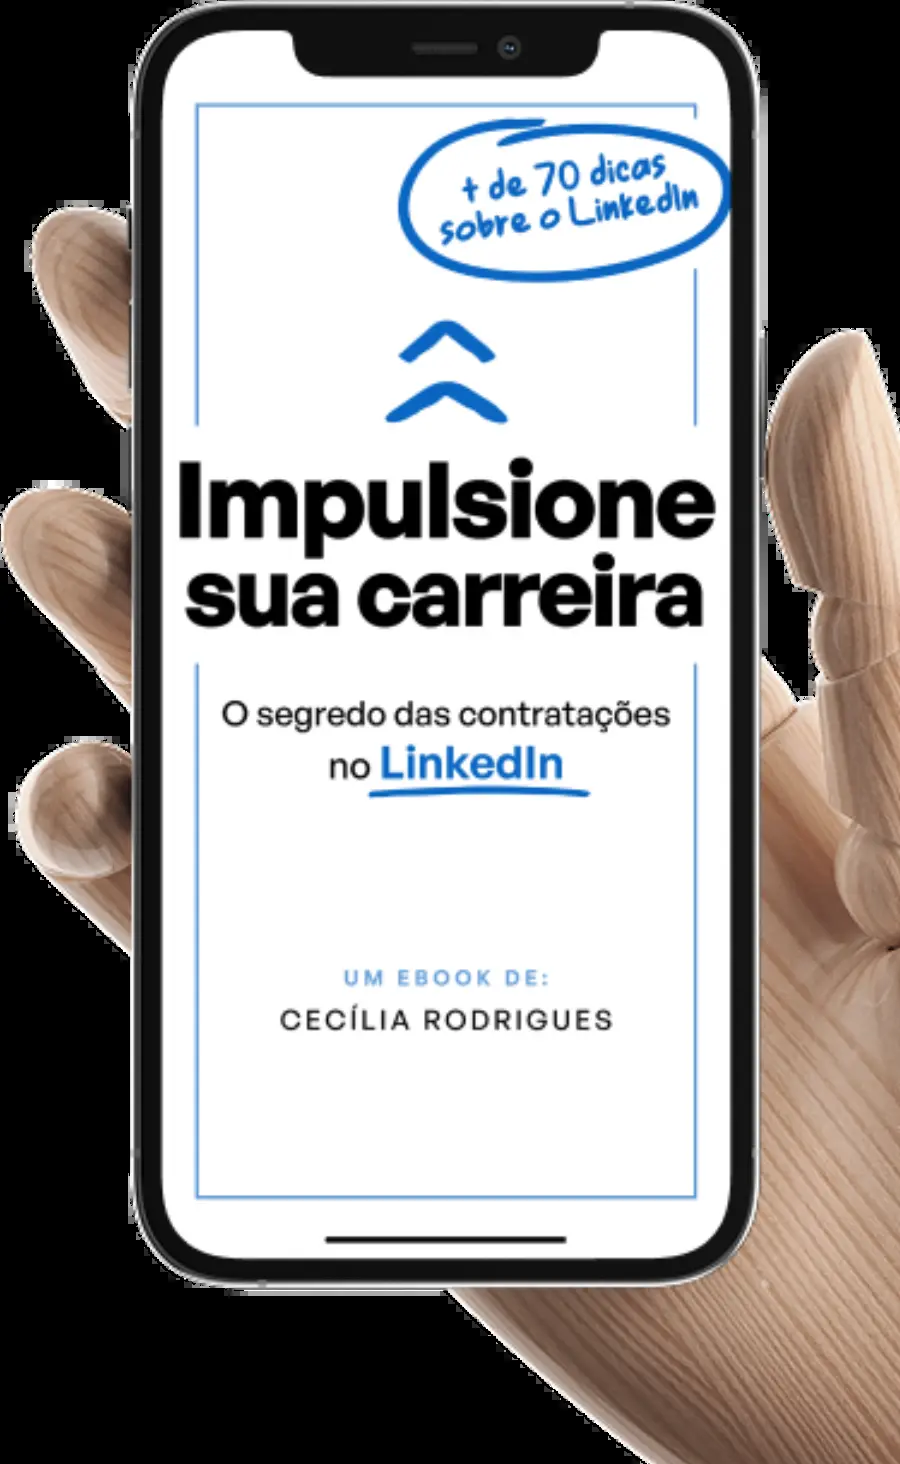 + de 70 dicas
sobre o LinkedIn
Impulsione
sua carreira
O segredo das contratações
no LinkedIn
UM EBOOK DE:
CECÍLIA RODRIGUES